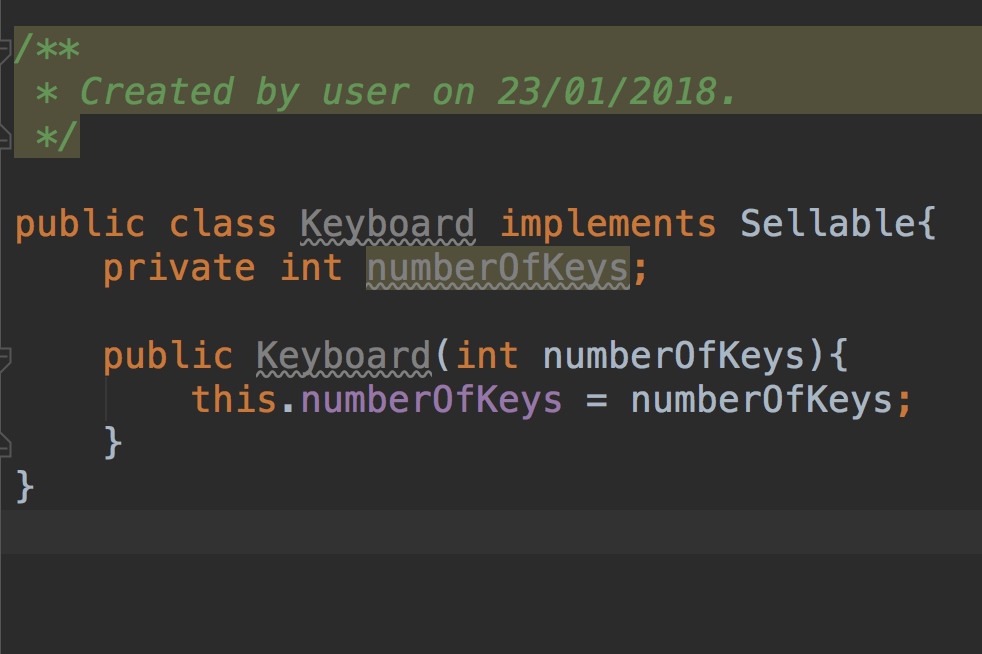 /**
 * Created by user on 23/01/2018.
 */
public class Keyboard implements Sellable{
    private int numberOfKeys;
    public Keyboard(int numberOfKeys){
        this.numberOfKeys = numberOfKeys;
    }
}